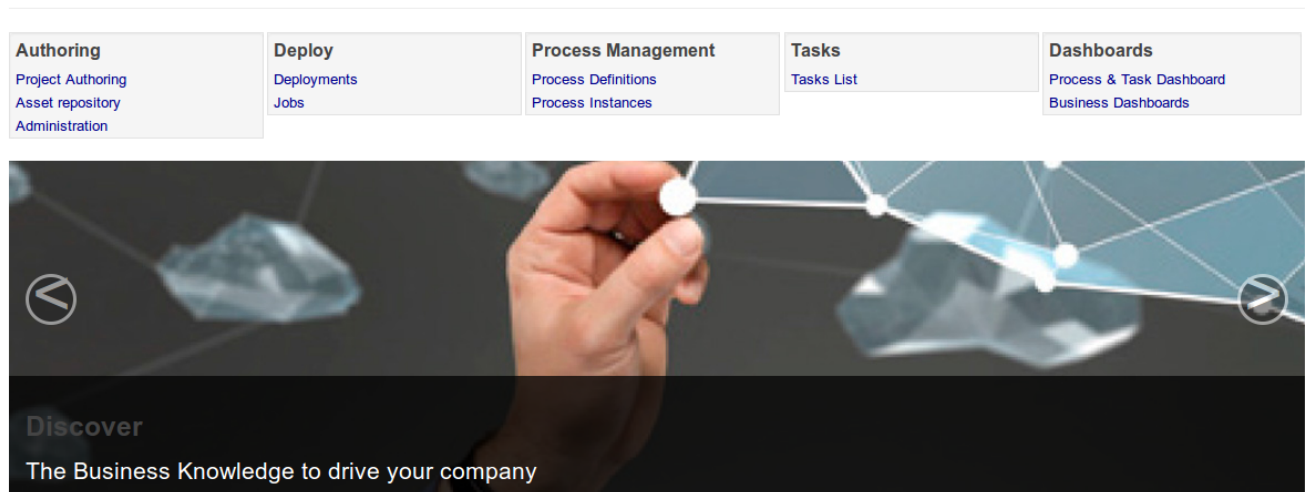 Authoring
Project Authoring
Asset repository
Administration
Deploy
Deployments
Jobs
Process Management
Process Definitions
Process Instances
Tasks
Tasks List
Dashboards
Process & Task Dashboard
Business Dashboards
<
>
Discover
The Business Knowledge to drive your company